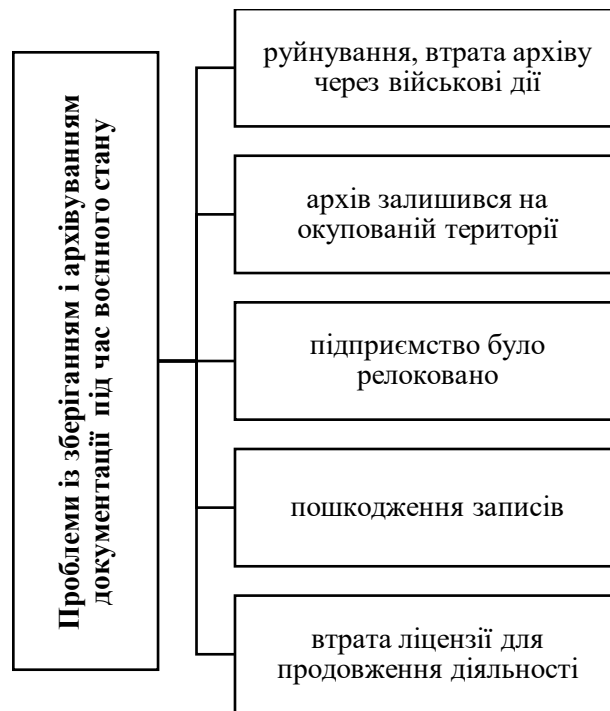 Проблеми із зберіганням і архівуванням
документації під час воєнного стану
руйнування, втрата архіву
через військові дії
архів залишився на
окупованій території
підприємство було
релоковано
пошкодження записів
втрата ліцензії для
продовження діяльності